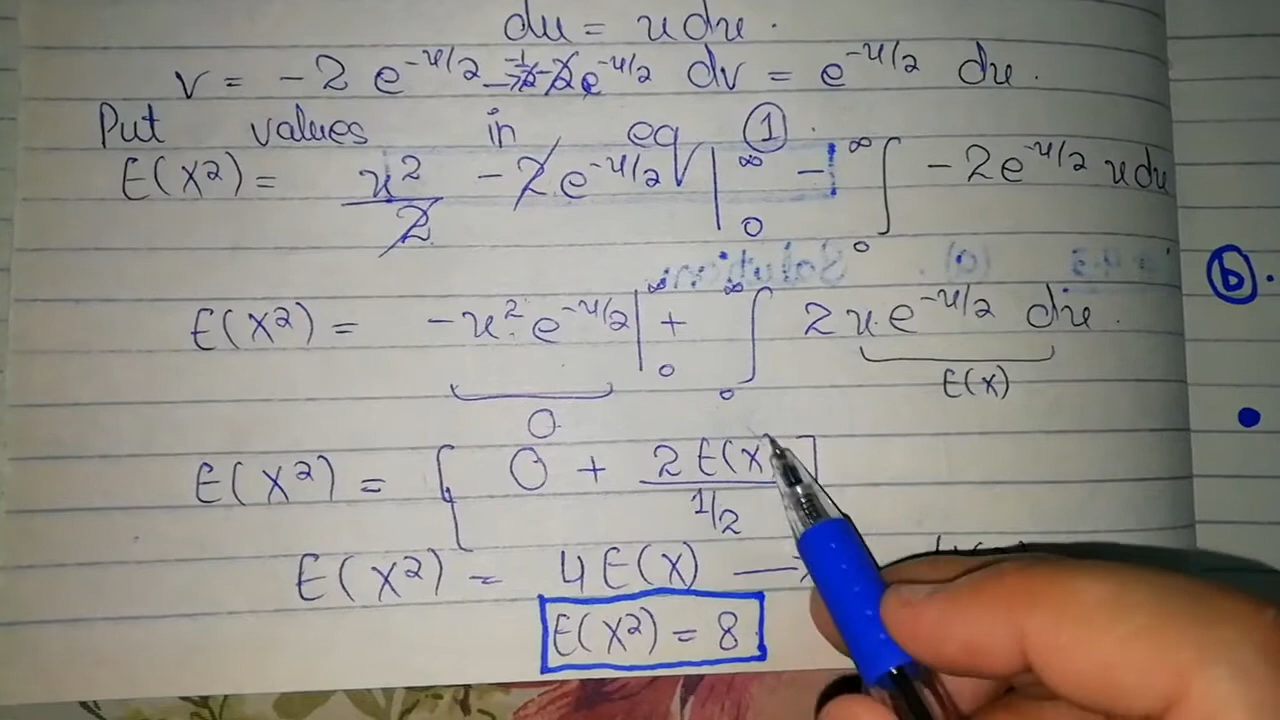 du = x dx.
v = -2 e^{-x/2} dv = e^{-x/2} dx.
Put values in eq ①.
E(X²) = x²/2 - 2e^{-x/2} |₀^∞ - ∫₀^∞ -2e^{-x/2} x dx
E(X²) = -x² e^{-x/2} |₀^∞ + ∫₀^∞ 2x e^{-x/2} dx.
0 E(X)
E(X²) = [ 0 + 2E(X) / 1/2 ]
E(X²) = 4E(X) →
E(X²) = 8
ⓑ.